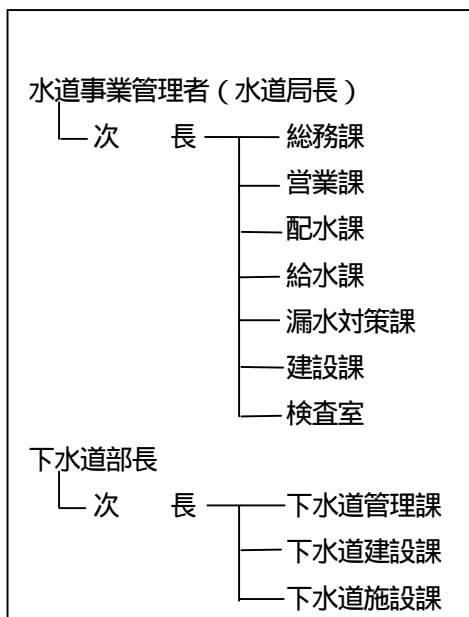 水道事業管理者（水道局長）
次　　長　総務課
営業課
配水課
給水課
漏水対策課
建設課
検査室
下水道部長
次　　長　下水道管理課
下水道建設課
下水道施設課